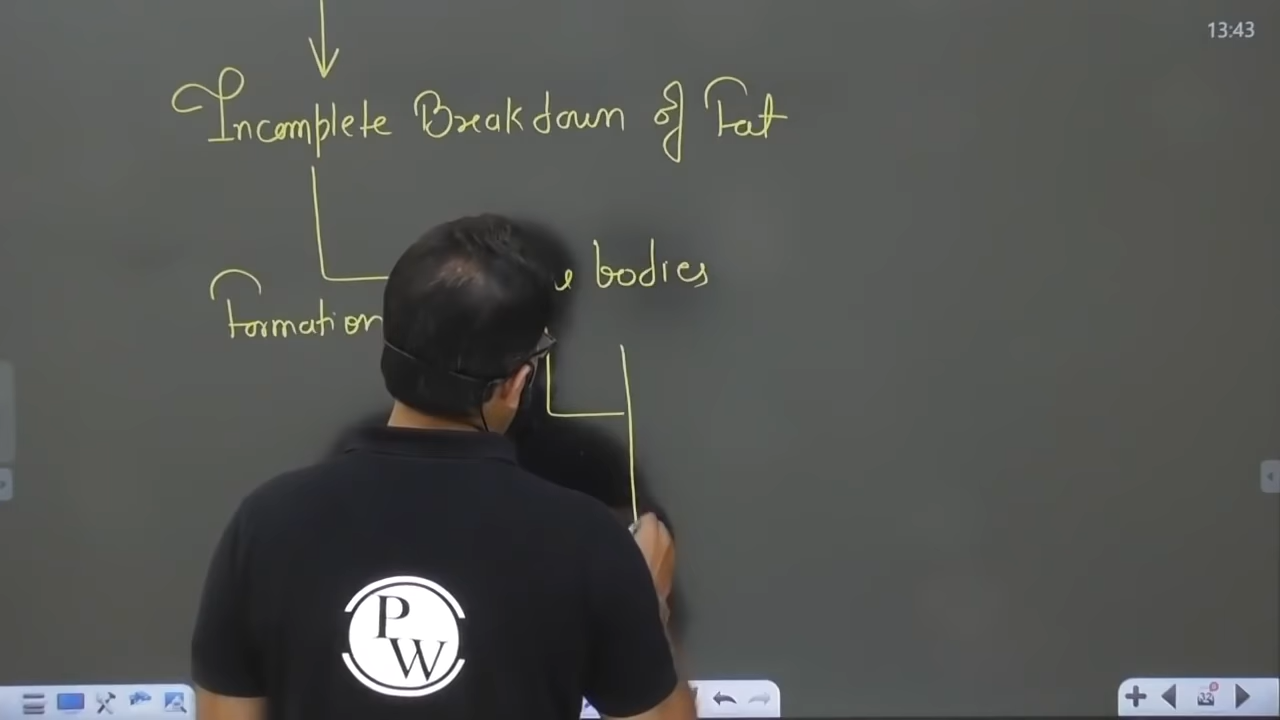 13:43
Incomplete Breakdown of Fat
bodies
Formation
PW